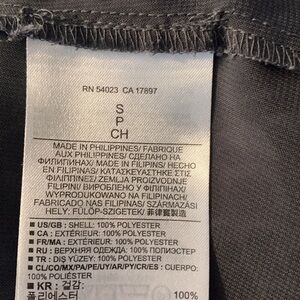 RN 54023 CA 17897
S
P
CH
MADE IN PHILIPPINES/ FABRIQUE
AUX PHILIPPINES/ СДЕЛАНО НА
ФИЛИППИНАХ/ MADE IN FILIPINS/ HECHO
EN FILIPINAS/ ΚΑΤΑΣΚΕΥΑΣΤΗΚΕ ΣΤΙΣ
ΦΙΛΙΠΠΙΝΕΣ/ ZEMLJA PROIZVODNJE
FILIPINI/ ВИРОБЛЕНО У ФІЛІПІНАХ/
WYPRODUKOWANO NA FILIPINACH/
FABRICADO NAS FILIPINAS/ SZÁRMAZÁSI
HELY: FÜLÖP-SZIGETEK/ 菲律賓製造
■ US/GB : SHELL: 100% POLYESTER
■ CA : EXTÉRIEUR: 100% POLYESTER
■ FR/MA : EXTÉRIEUR: 100% POLYESTER
■ RU : ВЕРХНЯЯ ОДЕЖДА: 100% ПОЛИЭСТЕР
■ TR : DIŞ YÜZEY: 100% POLYESTER
■ CL/CO/MX/PA/PE/UY/AR/PY/CR/ES : CUERPO:
100% POLIÉSTER
■ KR : 겉감:
폴리에스터 100%